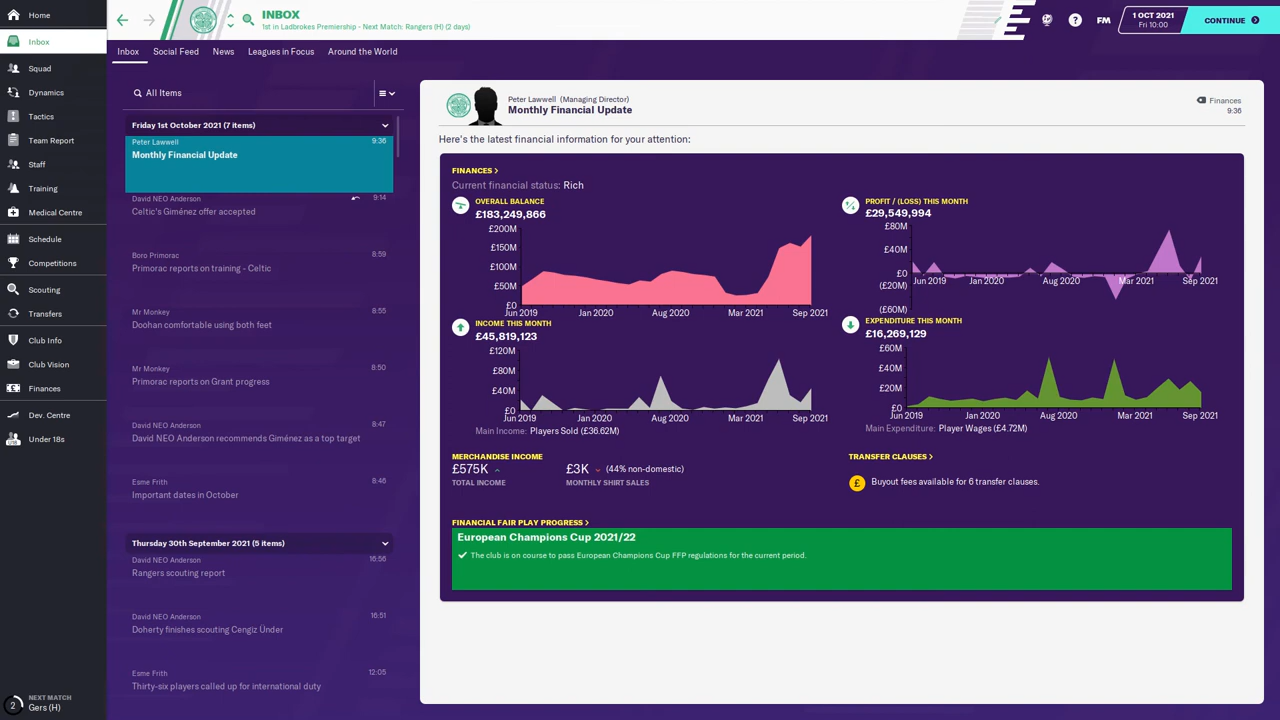 INBOX
1st in Ladbrokes Premiership - Next Match: Rangers (H) (2 days)
?
FM
1 OCT 2021
Fri 10:00
CONTINUE
Home
Inbox
Squad
Dynamics
Tactics
Team Report
Staff
Training
Medical Centre
Schedule
Competitions
Scouting
Transfers
Club Info
Club Vision
Finances
Dev. Centre
Under 18s
2
NEXT MATCH
Gers (H)
Inbox Social Feed News Leagues in Focus Around the World
All Items
Friday 1st October 2021 (7 items)
Peter Lawwell 9:36
Monthly Financial Update
David NEO Anderson 9:14
Celtic's Giménez offer accepted
Boro Primorac 8:59
Primorac reports on training - Celtic
Mr Monkey 8:55
Doohan comfortable using both feet
Mr Monkey 8:50
Primorac reports on Grant progress
David NEO Anderson 8:47
David NEO Anderson recommends Giménez as a top target
Esme Frith 8:46
Important dates in October
Thursday 30th September 2021 (5 items)
David NEO Anderson 16:56
Rangers scouting report
David NEO Anderson 16:51
Doherty finishes scouting Cengiz Ünder
Esme Frith 12:05
Thirty-six players called up for international duty
Peter Lawwell (Managing Director)
Monthly Financial Update
Finances
9:36
Here's the latest financial information for your attention:
FINANCES
Current financial status: Rich
OVERALL BALANCE
£183,249,866
£200M
£150M
£100M
£50M
£0
Jun 2019 Jan 2020 Aug 2020 Mar 2021 Sep 2021
PROFIT / (LOSS) THIS MONTH
£29,549,994
£80M
£40M
£0
(£20M)
(£60M)
Jun 2019 Jan 2020 Aug 2020 Mar 2021 Sep 2021
INCOME THIS MONTH
£45,819,123
£120M
£80M
£40M
£0
Jun 2019 Jan 2020 Aug 2020 Mar 2021 Sep 2021
Main Income: Players Sold (£36.62M)
EXPENDITURE THIS MONTH
£16,269,129
£60M
£40M
£20M
£0
Jun 2019 Jan 2020 Aug 2020 Mar 2021 Sep 2021
Main Expenditure: Player Wages (£4.72M)
MERCHANDISE INCOME
£575K
TOTAL INCOME
£3K (44% non-domestic)
MONTHLY SHIRT SALES
TRANSFER CLAUSES
£ Buyout fees available for 6 transfer clauses.
FINANCIAL FAIR PLAY PROGRESS
European Champions Cup 2021/22
The club is on course to pass European Champions Cup FFP regulations for the current period.